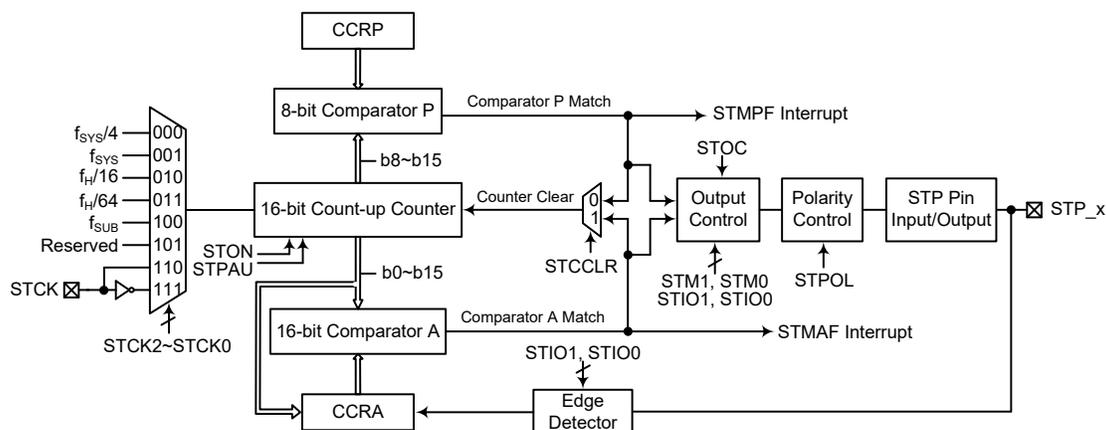 CCRP
8-bit Comparator P
Comparator P Match
STMPF Interrupt
fSYS/4
000
fSYS
001
fH/16
010
fH/64
011
fSUB
100
Reserved
101
110
111
STCK
STCK2~STCK0
b8~b15
16-bit Count-up Counter
STON
STPAU
b0~b15
Counter Clear
0
1
STCCLR
STOC
Output
Control
STM1, STM0
STIO1, STIO0
Polarity
Control
STPOL
STP Pin
Input/Output
STP_x
16-bit Comparator A
Comparator A Match
STMAF Interrupt
STIO1, STIO0
Edge
Detector
CCRA